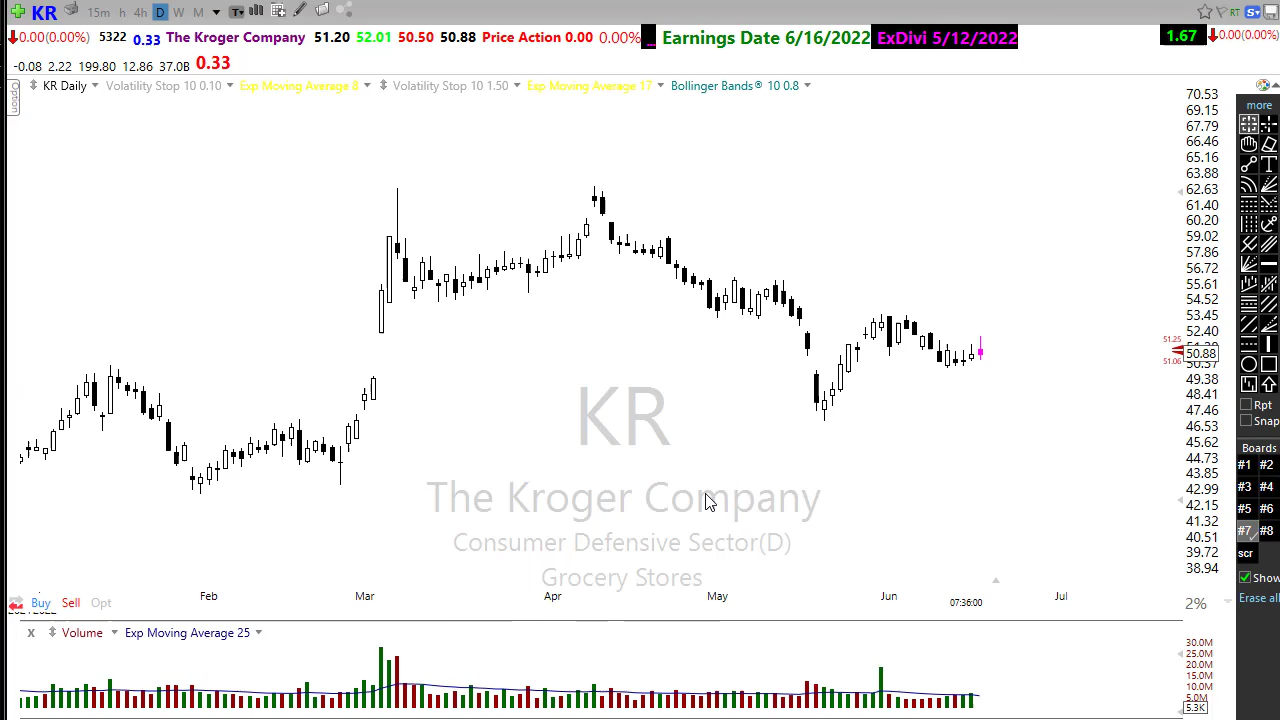 KR 15m h 4h D W M T RT S
0.00(0.00%) 5322 0.33 The Kroger Company 51.20 52.01 50.50 50.88 Price Action 0.00 0.00% ... Earnings Date 6/16/2022 ExDivi 5/12/2022 1.67 0.00(0.00%)
-0.08 2.22 199.80 12.86 37.0B 0.33
Option KR Daily Volatility Stop 10 0.10 Exp Moving Average 8 Volatility Stop 10 1.50 Exp Moving Average 17 Bollinger Bands® 10 0.8
70.53
more
69.15
67.79
66.46
65.16
63.88
62.63
61.40
60.20
59.02
57.86
56.72
55.61
54.52
53.45
52.40
51.25
50.88
51.06
50.37
49.38
48.41
47.46
46.53
45.62
44.73
43.85
42.99
42.15
41.32
40.51
39.72
38.94
Rpt
Snap
Boards
#1 #2
#3 #4
#5 #6
#7 #8
scr
Show
Erase all
KR
The Kroger Company
Consumer Defensive Sector(D)
Grocery Stores
Feb Mar Apr May Jun 07:36:00 Jul
Buy Sell Opt 2%
X Volume Exp Moving Average 25
30.0M
25.0M
20.0M
15.0M
10.0M
5.0M
5.3K